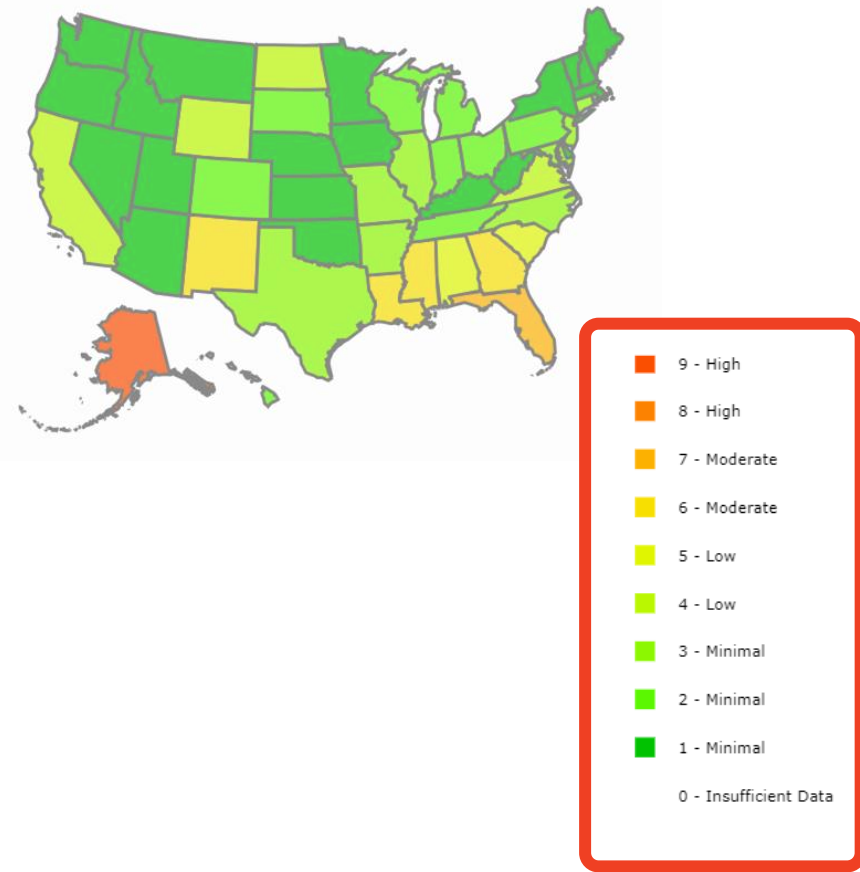 9 - High
8 - High
7 - Moderate
6 - Moderate
5 - Low
4 - Low
3 - Minimal
2 - Minimal
1 - Minimal
0 - Insufficient Data